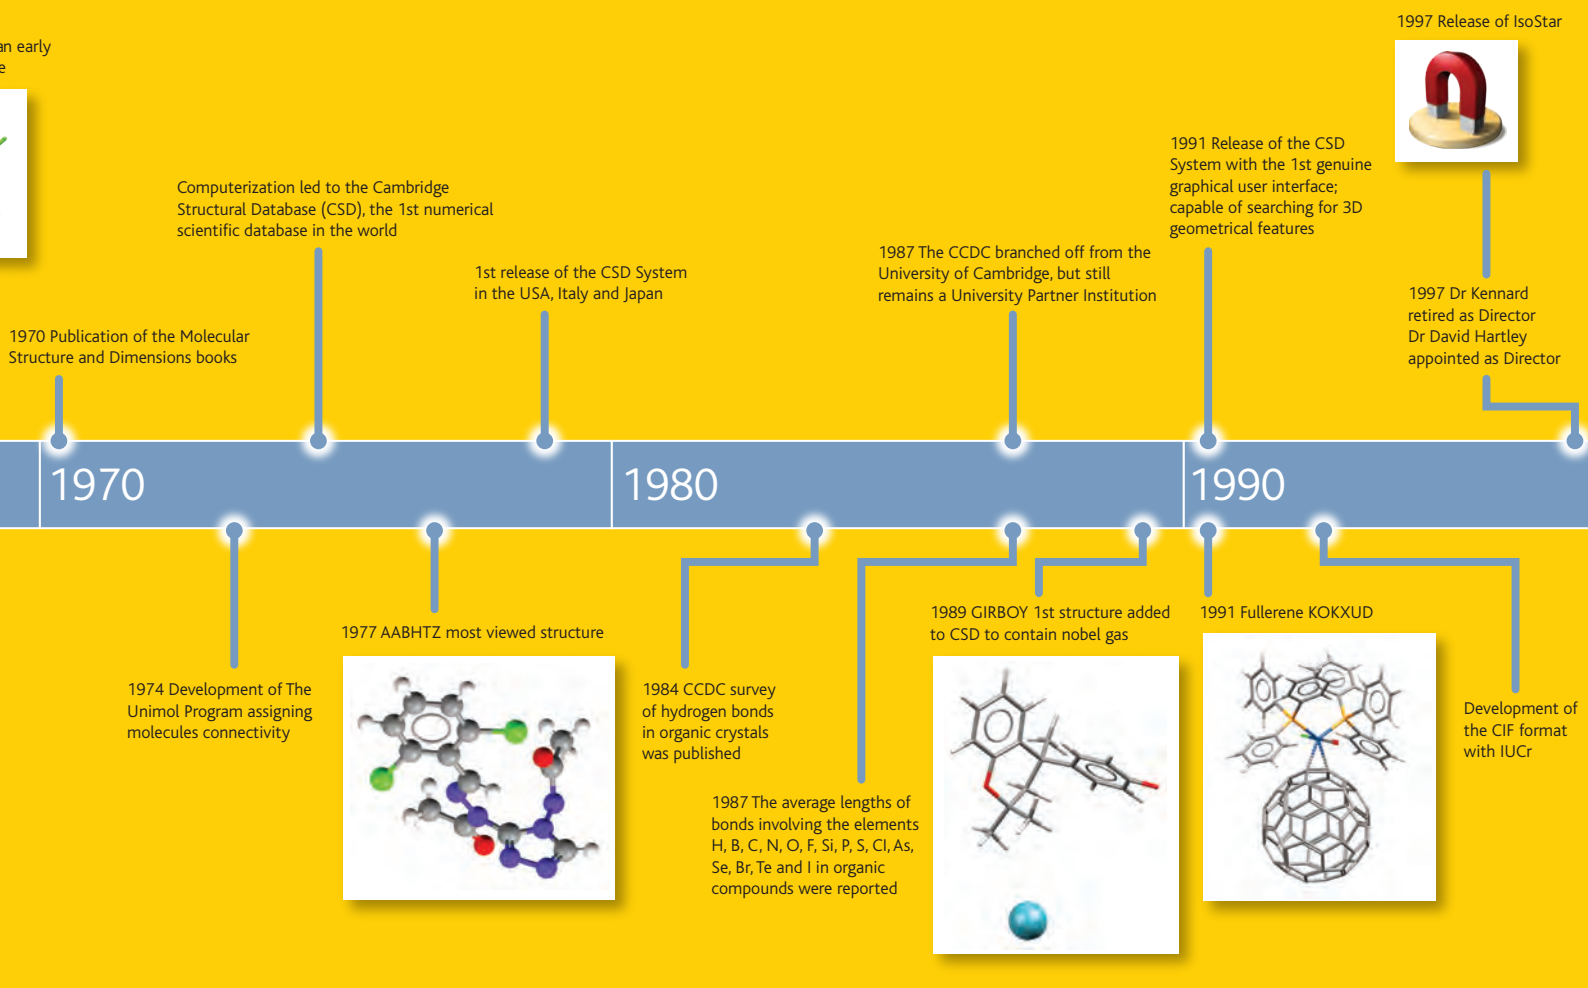 an early
1997 Release of IsoStar
1991 Release of the CSD
System with the 1st genuine
graphical user interface;
capable of searching for 3D
geometrical features
Computerization led to the Cambridge
Structural Database (CSD), the 1st numerical
scientific database in the world
1987 The CCDC branched off from the
University of Cambridge, but still
remains a University Partner Institution
1st release of the CSD System
in the USA, Italy and Japan
1997 Dr Kennard
retired as Director
Dr David Hartley
appointed as Director
1970 Publication of the Molecular
Structure and Dimensions books
1970
1980
1990
1989 GIRBOY 1st structure added
to CSD to contain nobel gas
1991 Fullerene KOKXUD
1977 AABHTZ most viewed structure
1974 Development of The
Unimol Program assigning
molecules connectivity
1984 CCDC survey
of hydrogen bonds
in organic crystals
was published
Development of
the CIF format
with IUCr
1987 The average lengths of
bonds involving the elements
H, B, C, N, O, F, Si, P, S, Cl, As,
Se, Br, Te and I in organic
compounds were reported